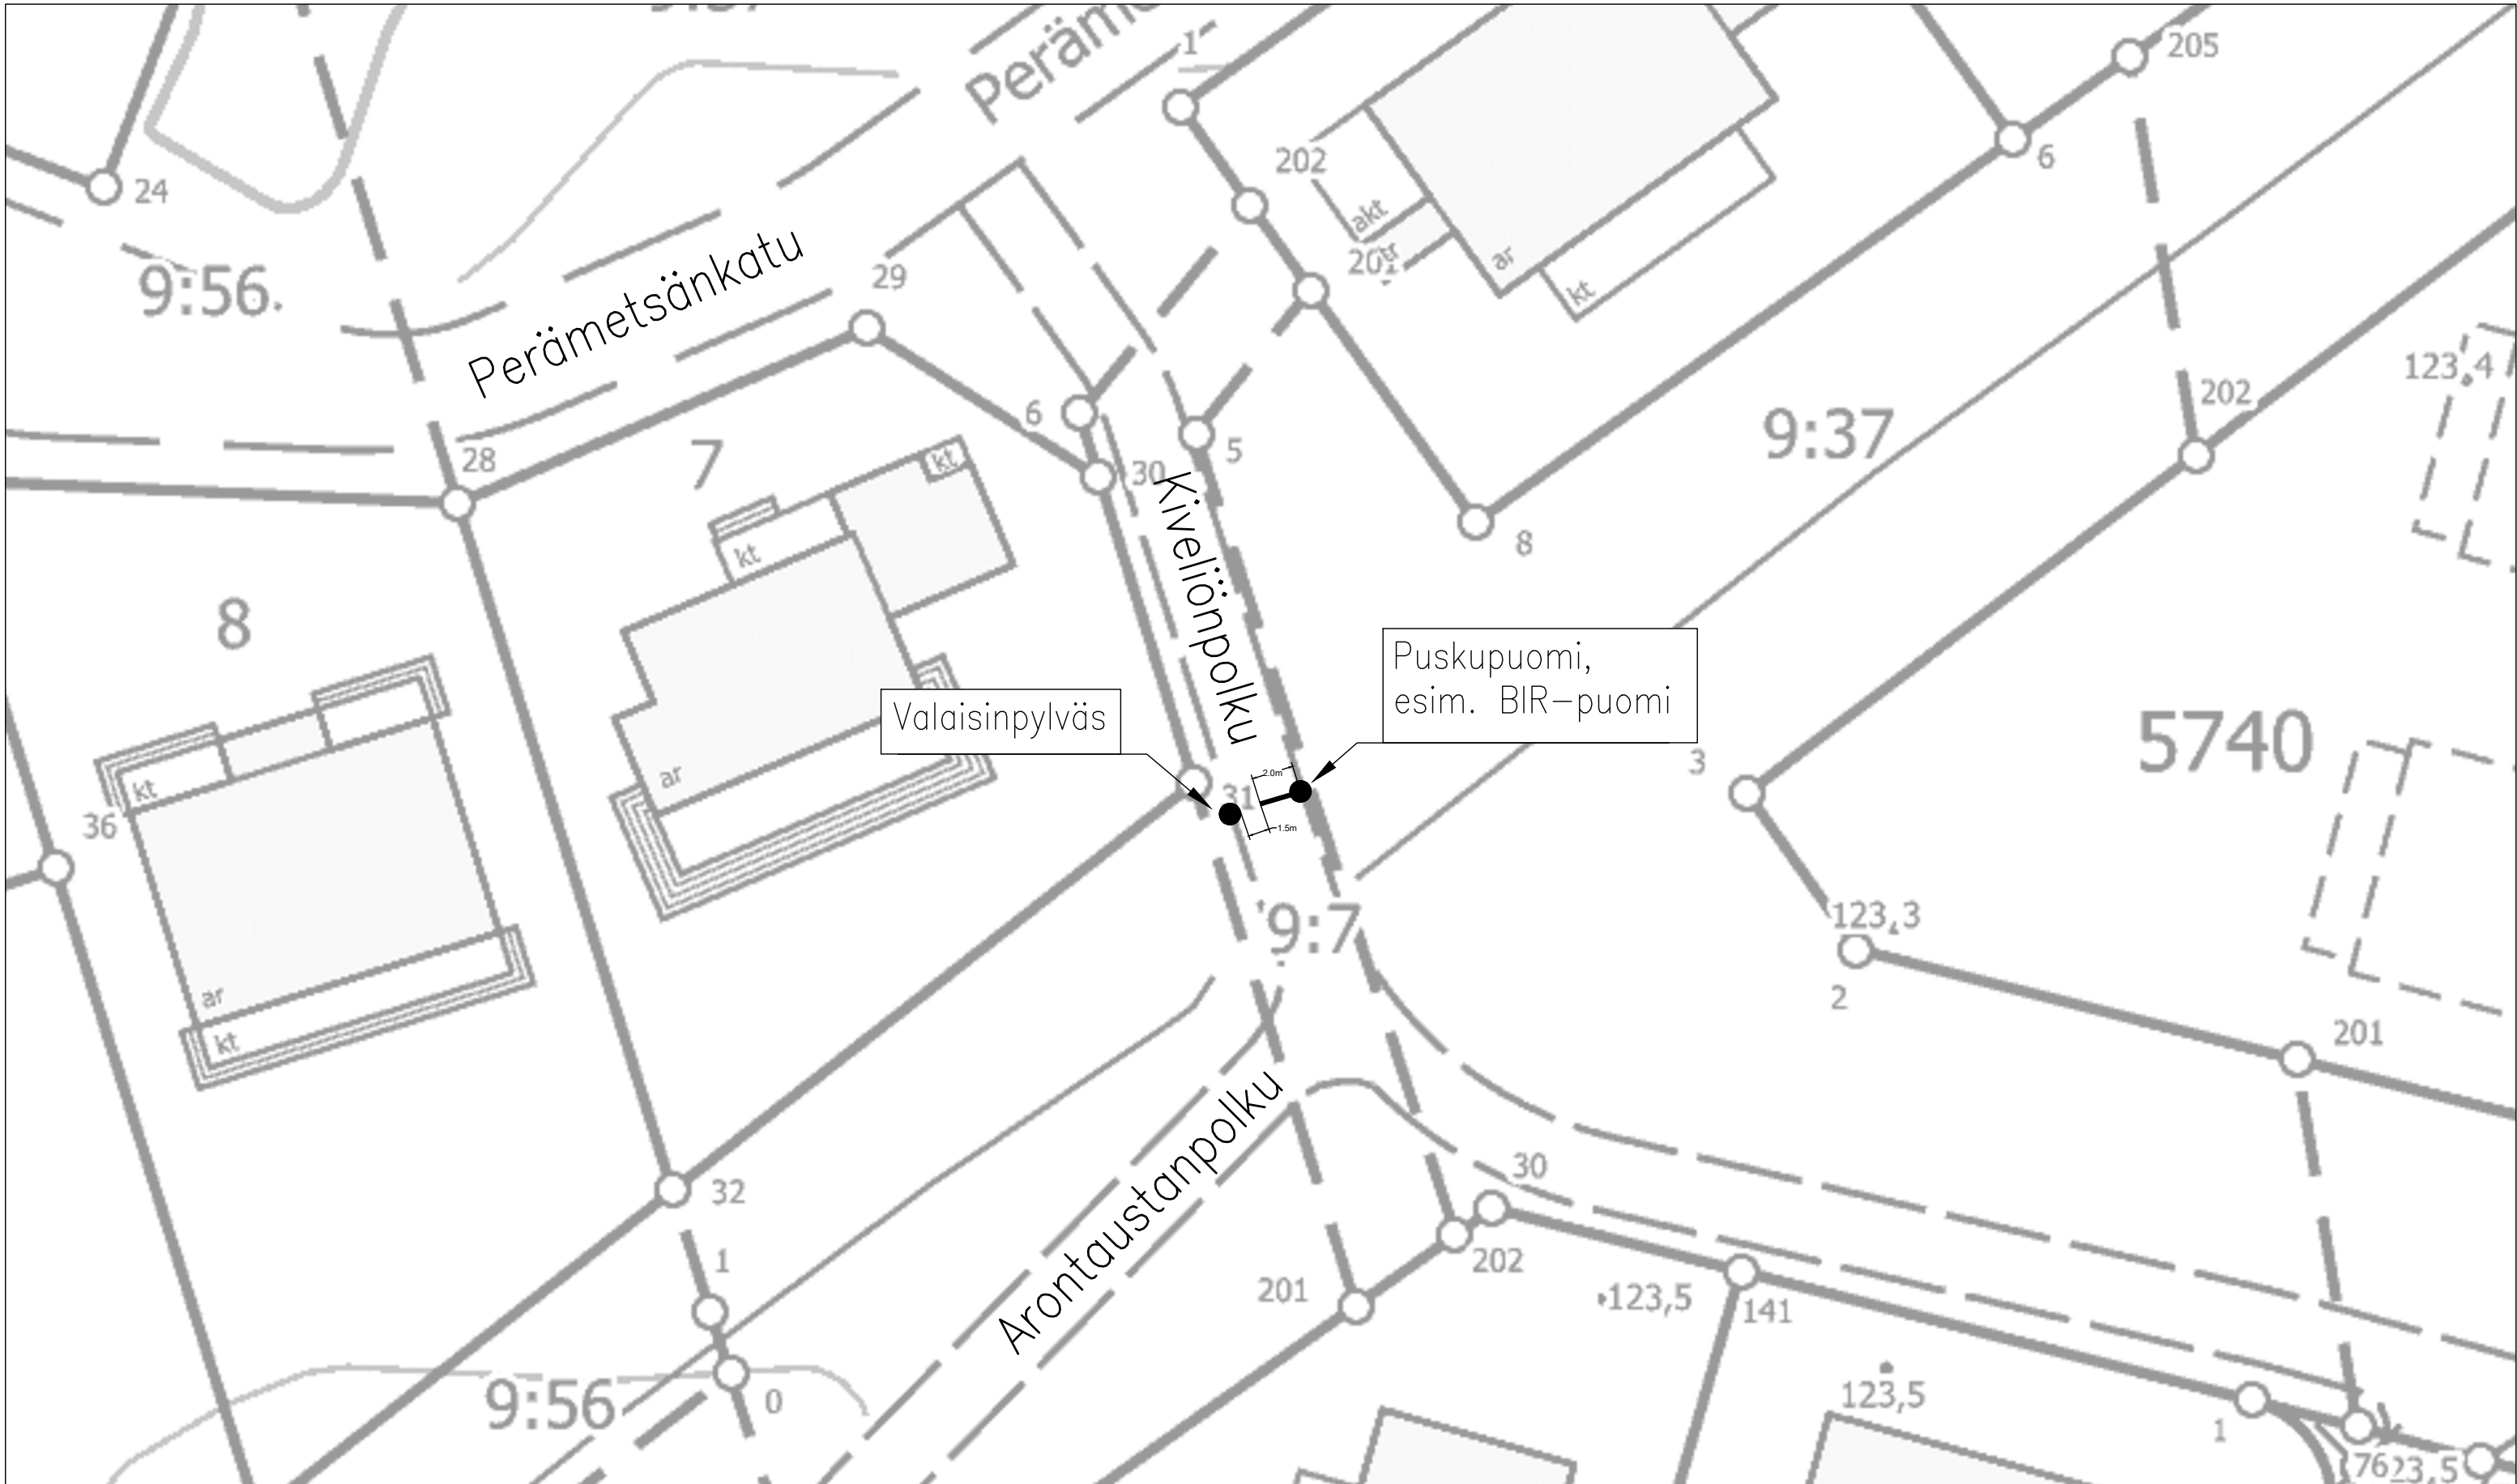 205
24
202
6
akt
ar
kt
9:56
29
Perämetsänkatu
123,4
202
6
5
9:37
28
7
kt
30
8
kt
Kiveliönpolku
8
Puskupuomi,
esim. BIR-puomi
Valaisinpylväs
5740
3
2.0m
31
1.5m
ar
kt
36
9:7
123,3
2
ar
kt
201
Arontaustanpolku
30
32
1
202
201
123,5
141
0
9:56
123,5
1
76